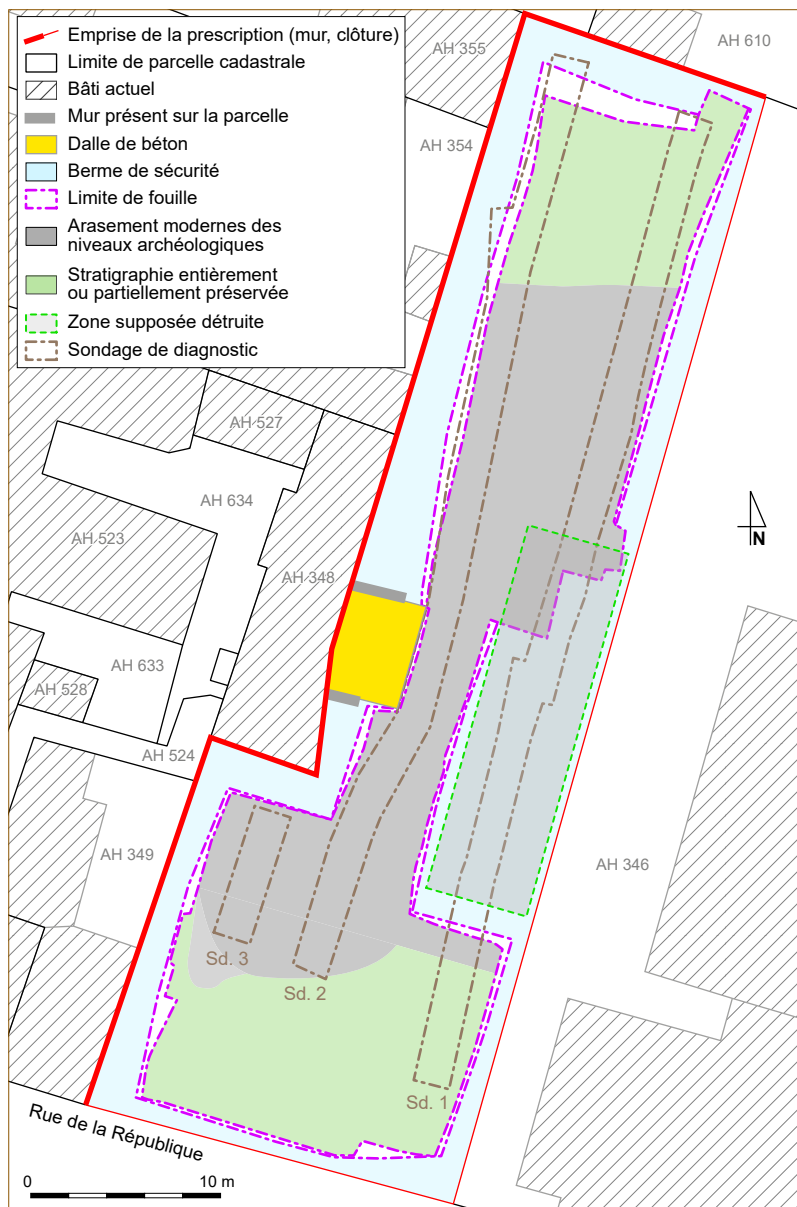 Emprise de la prescription (mur, clôture)
Limite de parcelle cadastrale
Bâti actuel
Mur présent sur la parcelle
Dalle de béton
Berme de sécurité
Limite de fouille
Arasement modernes des
niveaux archéologiques
Stratigraphie entièrement
ou partiellement préservée
Zone supposée détruite
Sondage de diagnostic
AH 355
AH 610
AH 354
AH 527
AH 634
AH 523
AH 348
N
AH 633
AH 528
AH 524
AH 349
AH 346
Sd. 3
Sd. 2
Sd. 1
Rue de la République
0
10 m